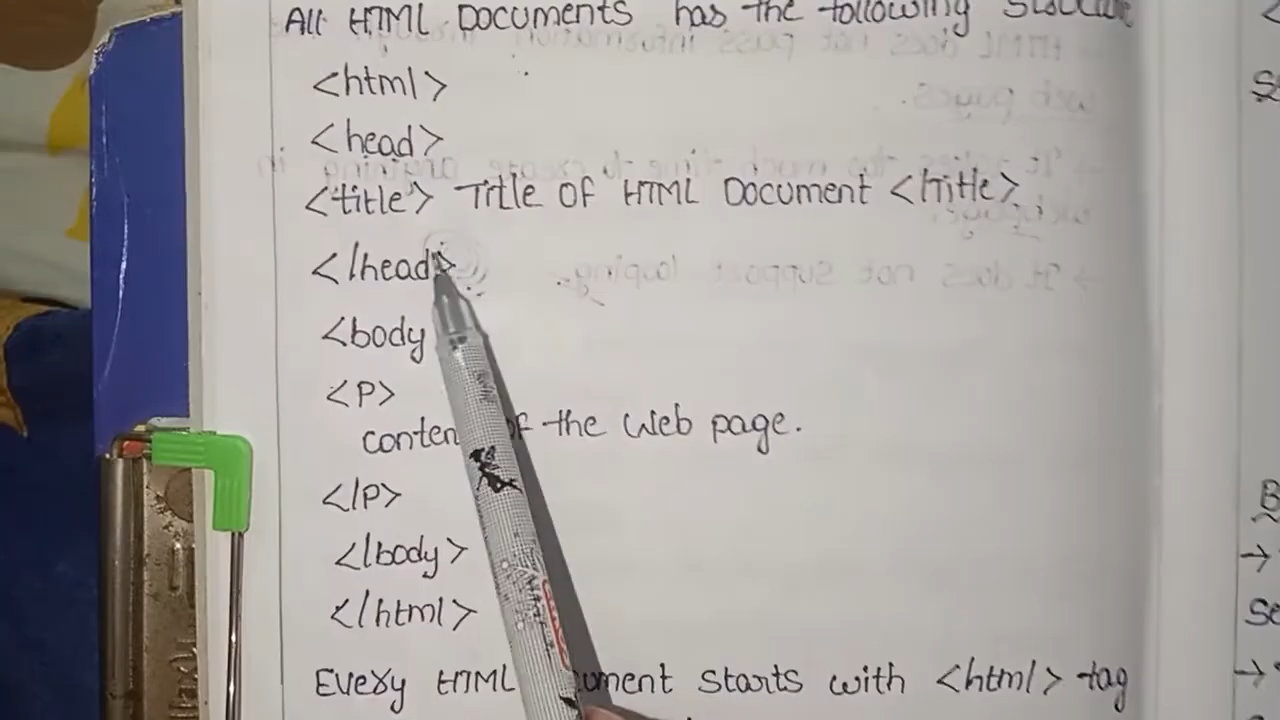 All HTML Documents has the following
<html>
<head>
<title> Title OF HTML Document </title>
</head>
<body
<P>
conten of the Web page.
</P>
</body>
</html>
Every HTML ument starts with <html> tag